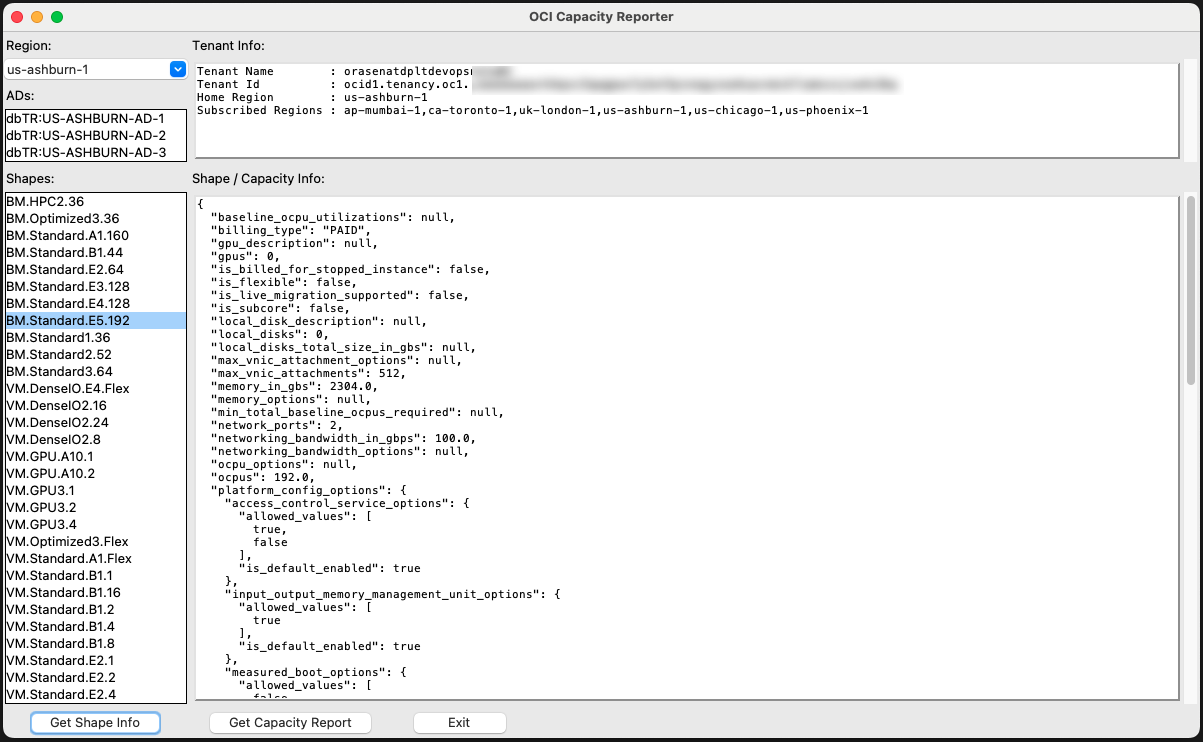 OCI Capacity Reporter
Region:
us-ashburn-1
ADs:
dbTR:US-ASHBURN-AD-1
dbTR:US-ASHBURN-AD-2
dbTR:US-ASHBURN-AD-3
Tenant Info:
Tenant Name : orasenatdpltdevops
Tenant Id : ocid1.tenancy.oc1.
Home Region : us-ashburn-1
Subscribed Regions : ap-mumbai-1,ca-toronto-1,uk-london-1,us-ashburn-1,us-chicago-1,us-phoenix-1
Shapes:
BM.HPC2.36
BM.Optimized3.36
BM.Standard.A1.160
BM.Standard.B1.44
BM.Standard.E2.64
BM.Standard.E3.128
BM.Standard.E4.128
BM.Standard.E5.192
BM.Standard1.36
BM.Standard2.52
BM.Standard3.64
VM.DenseIO.E4.Flex
VM.DenseIO2.16
VM.DenseIO2.24
VM.DenseIO2.8
VM.GPU.A10.1
VM.GPU.A10.2
VM.GPU3.1
VM.GPU3.2
VM.GPU3.4
VM.Optimized3.Flex
VM.Standard.A1.Flex
VM.Standard.B1.1
VM.Standard.B1.16
VM.Standard.B1.2
VM.Standard.B1.4
VM.Standard.B1.8
VM.Standard.E2.1
VM.Standard.E2.2
VM.Standard.E2.4
Shape / Capacity Info:
{
"baseline_ocpu_utilizations": null,
"billing_type": "PAID",
"gpu_description": null,
"gpus": 0,
"is_billed_for_stopped_instance": false,
"is_flexible": false,
"is_live_migration_supported": false,
"is_subcore": false,
"local_disk_description": null,
"local_disks": 0,
"local_disks_total_size_in_gbs": null,
"max_vnic_attachment_options": null,
"max_vnic_attachments": 512,
"memory_in_gbs": 2304.0,
"memory_options": null,
"min_total_baseline_ocpus_required": null,
"network_ports": 2,
"networking_bandwidth_in_gbps": 100.0,
"networking_bandwidth_options": null,
"ocpu_options": null,
"ocpus": 192.0,
"platform_config_options": {
"access_control_service_options": {
"allowed_values": [
true,
false
],
"is_default_enabled": true
},
"input_output_memory_management_unit_options": {
"allowed_values": [
true
],
"is_default_enabled": true
},
"measured_boot_options": {
"allowed_values": [
false
Get Shape Info
Get Capacity Report
Exit